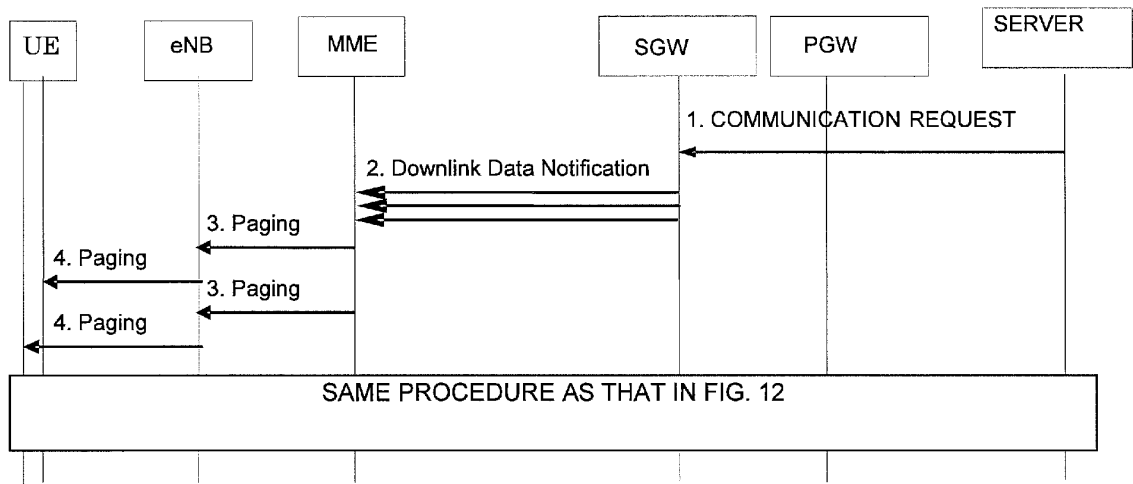 UE
eNB
MME
SGW
PGW
SERVER
1. COMMUNICATION REQUEST
2. Downlink Data Notification
3. Paging
4. Paging
3. Paging
4. Paging
SAME PROCEDURE AS THAT IN FIG. 12